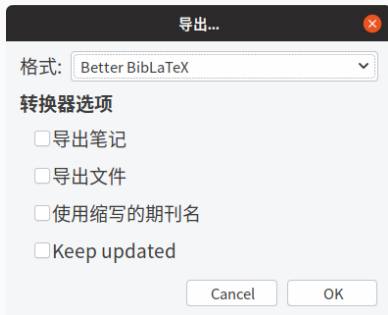 导出...
格式: Better BibLaTeX
转换器选项
导出笔记
导出文件
使用缩写的期刊名
Keep updated
Cancel OK